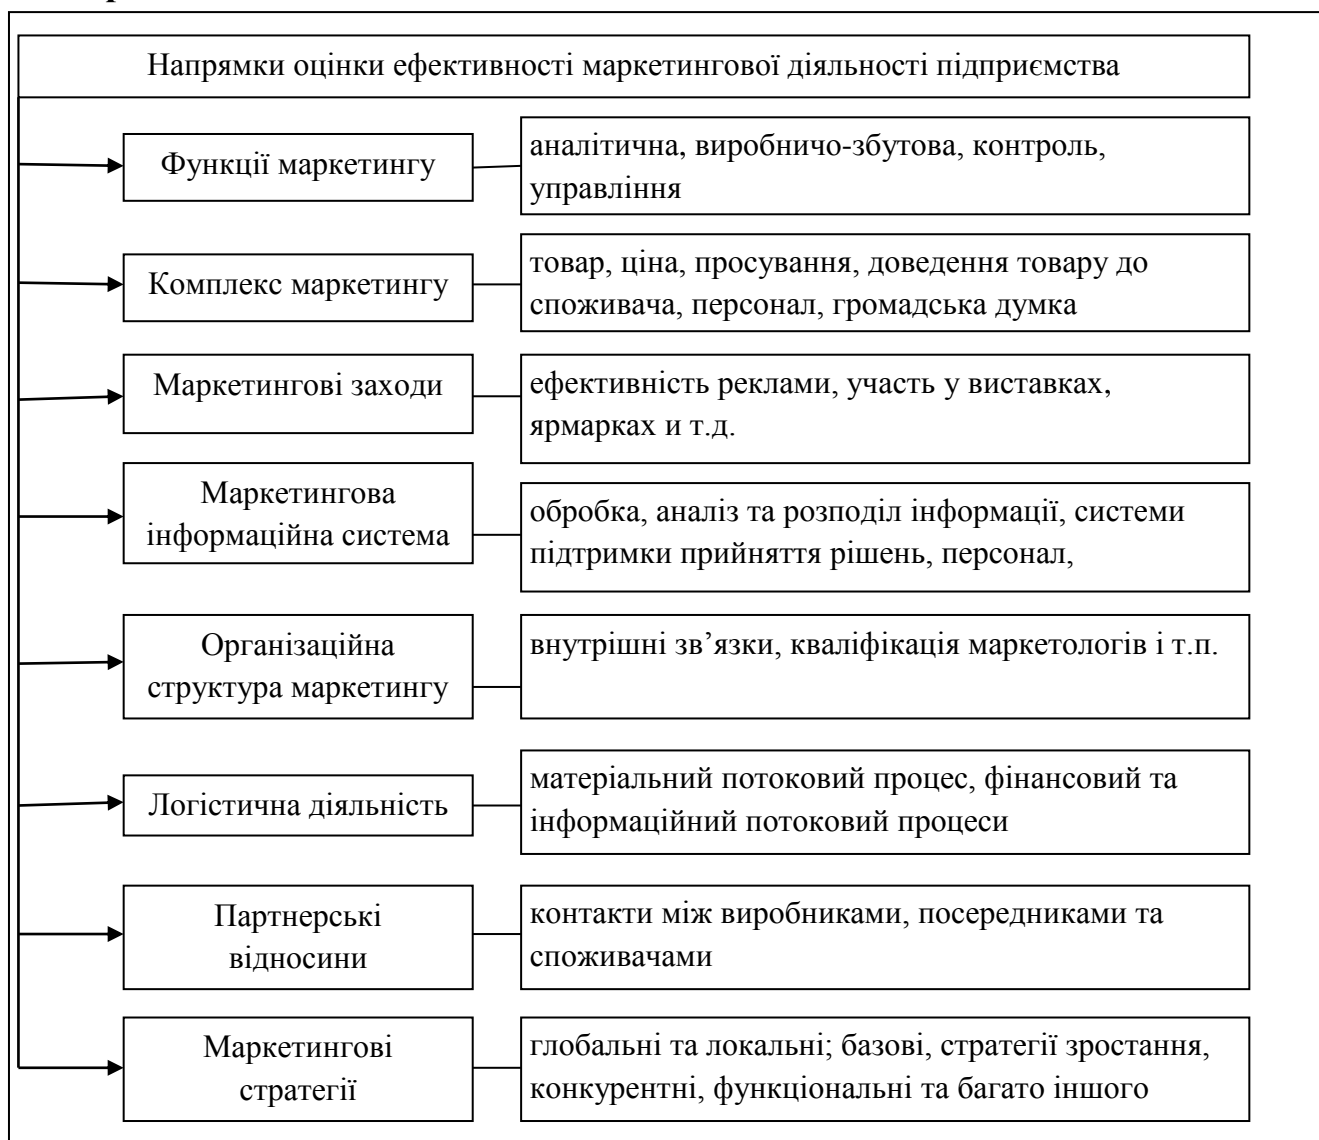 Напрямки оцінки ефективності маркетингової діяльності підприємства
Функції маркетингу
аналітична, виробничо-збутова, контроль,
управління
Комплекс маркетингу
товар, ціна, просування, доведення товару до
споживача, персонал, громадська думка
Маркетингові заходи
ефективність реклами, участь у виставках,
ярмарках и т.д.
Маркетингова
інформаційна система
обробка, аналіз та розподіл інформації, системи
підтримки прийняття рішень, персонал,
Організаційна
структура маркетингу
внутрішні зв’язки, кваліфікація маркетологів і т.п.
Логістична діяльність
матеріальний потоковий процес, фінансовий та
інформаційний потоковий процеси
Партнерські
відносини
контакти між виробниками, посередниками та
споживачами
Маркетингові
стратегії
глобальні та локальні; базові, стратегії зростання,
конкурентні, функціональні та багато іншого